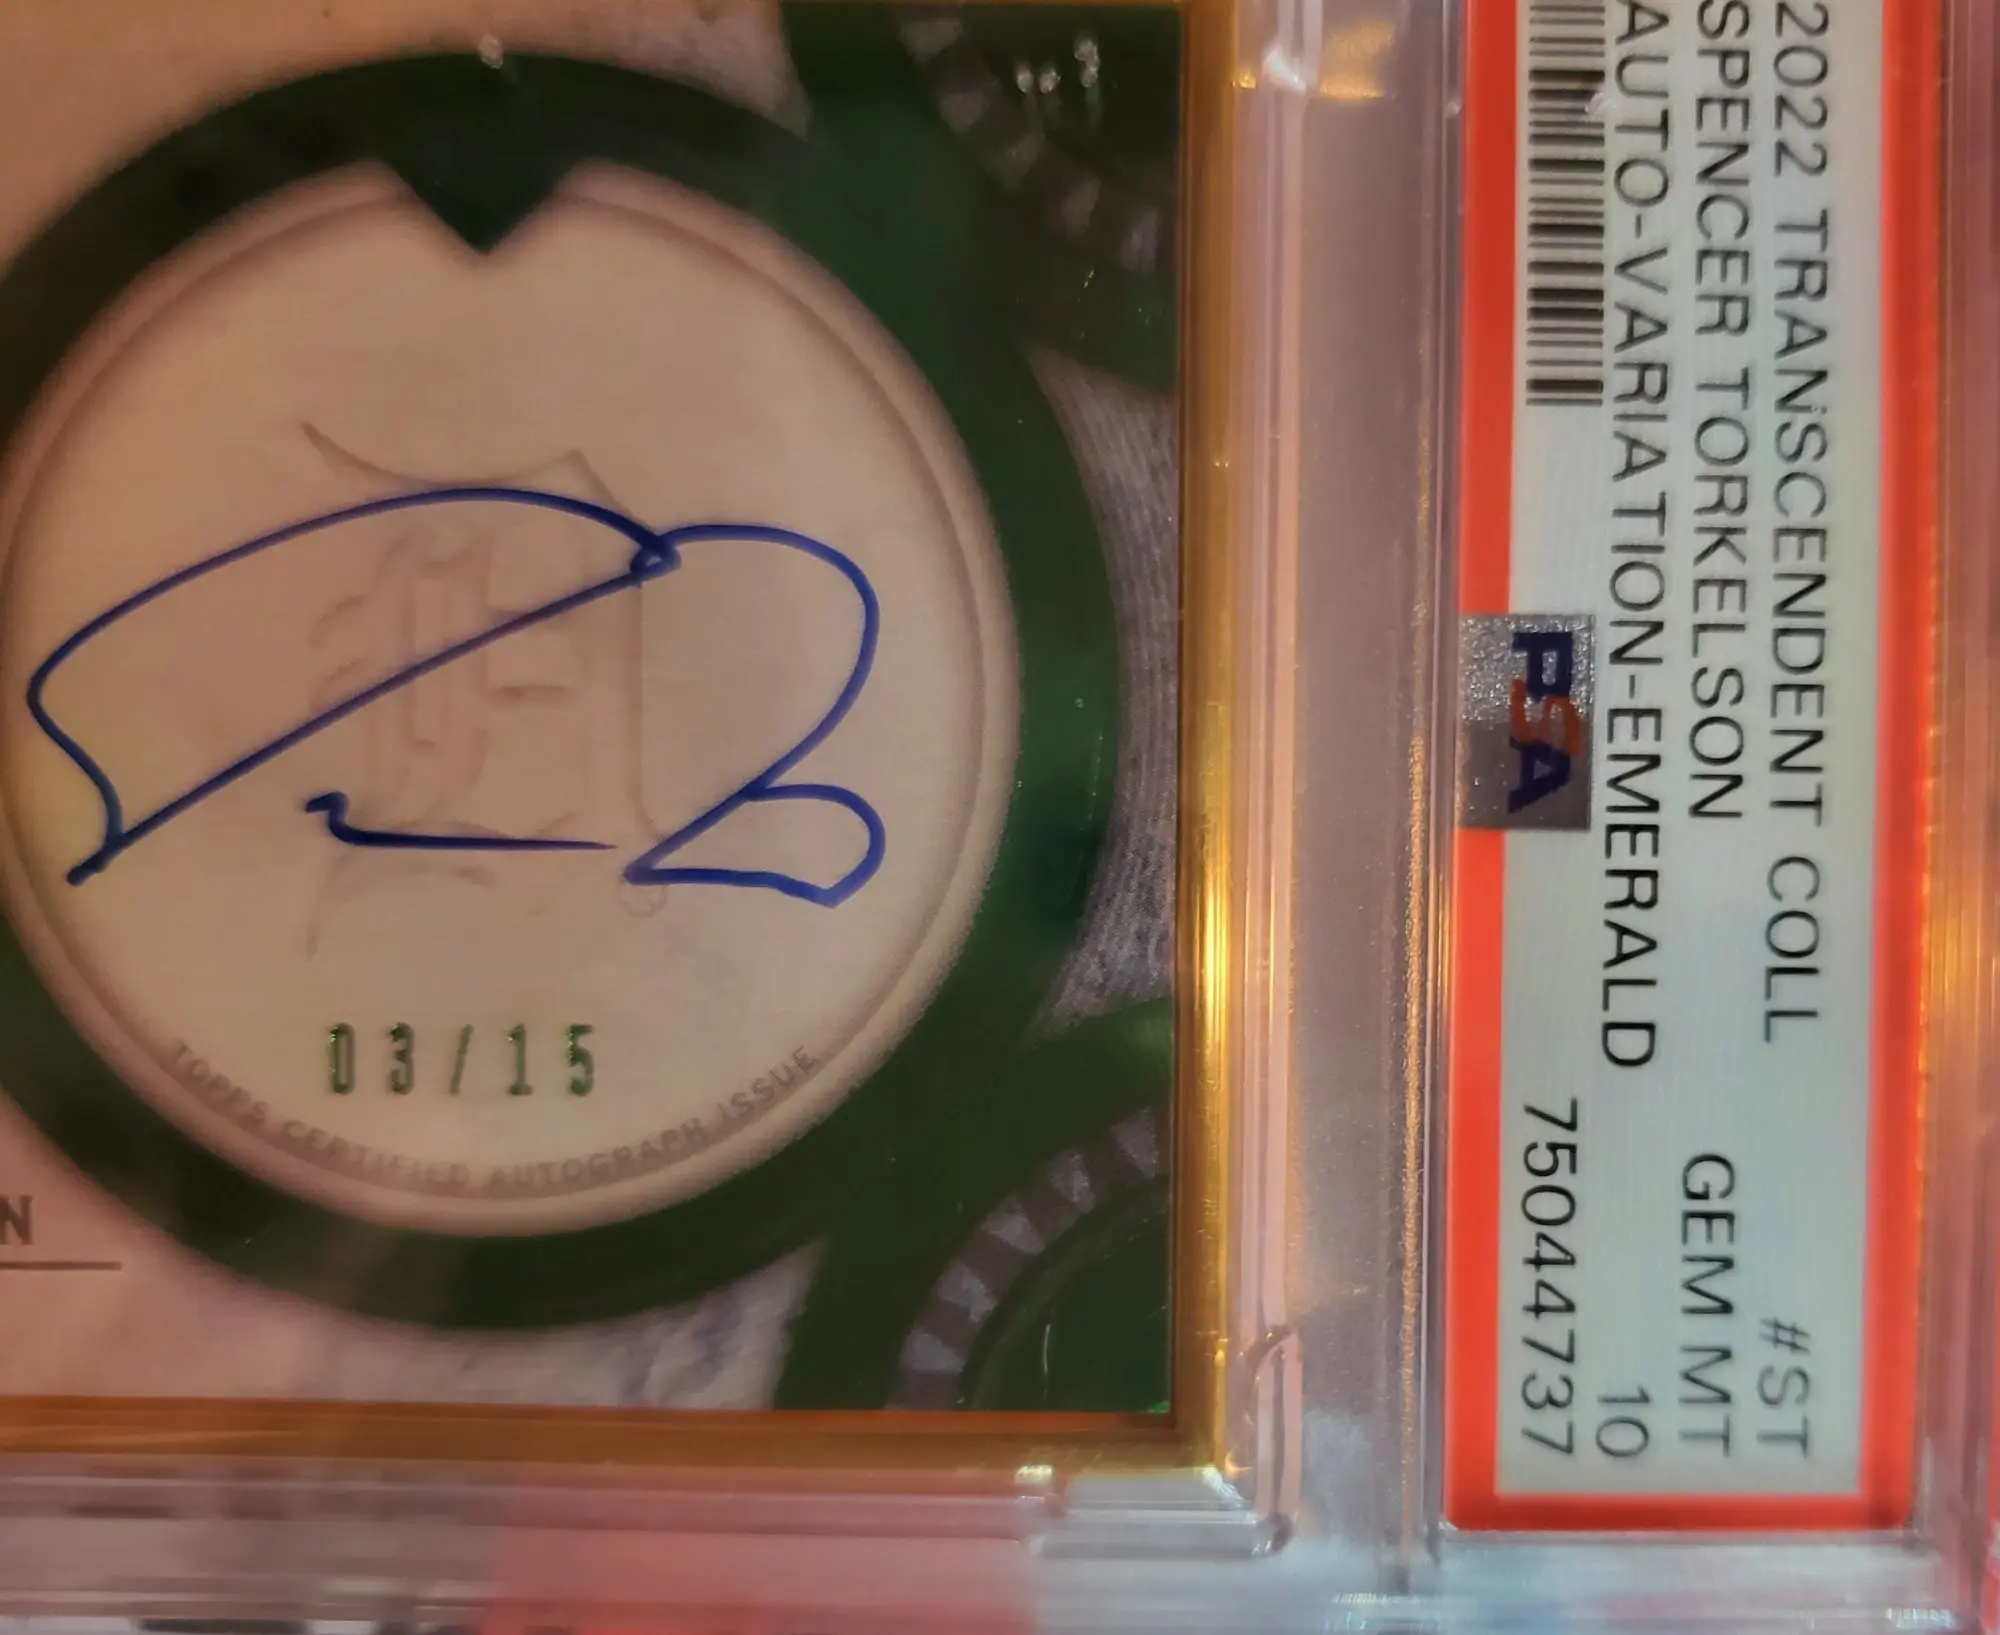 2022 TRANSCENDENT COLL #ST
SPENCER TORKELSON GEM MT
AUTO-VARIATION-EMERALD 10
75044737
PSA
03/15
TOPPS CERTIFIED AUTOGRAPH ISSUE
N